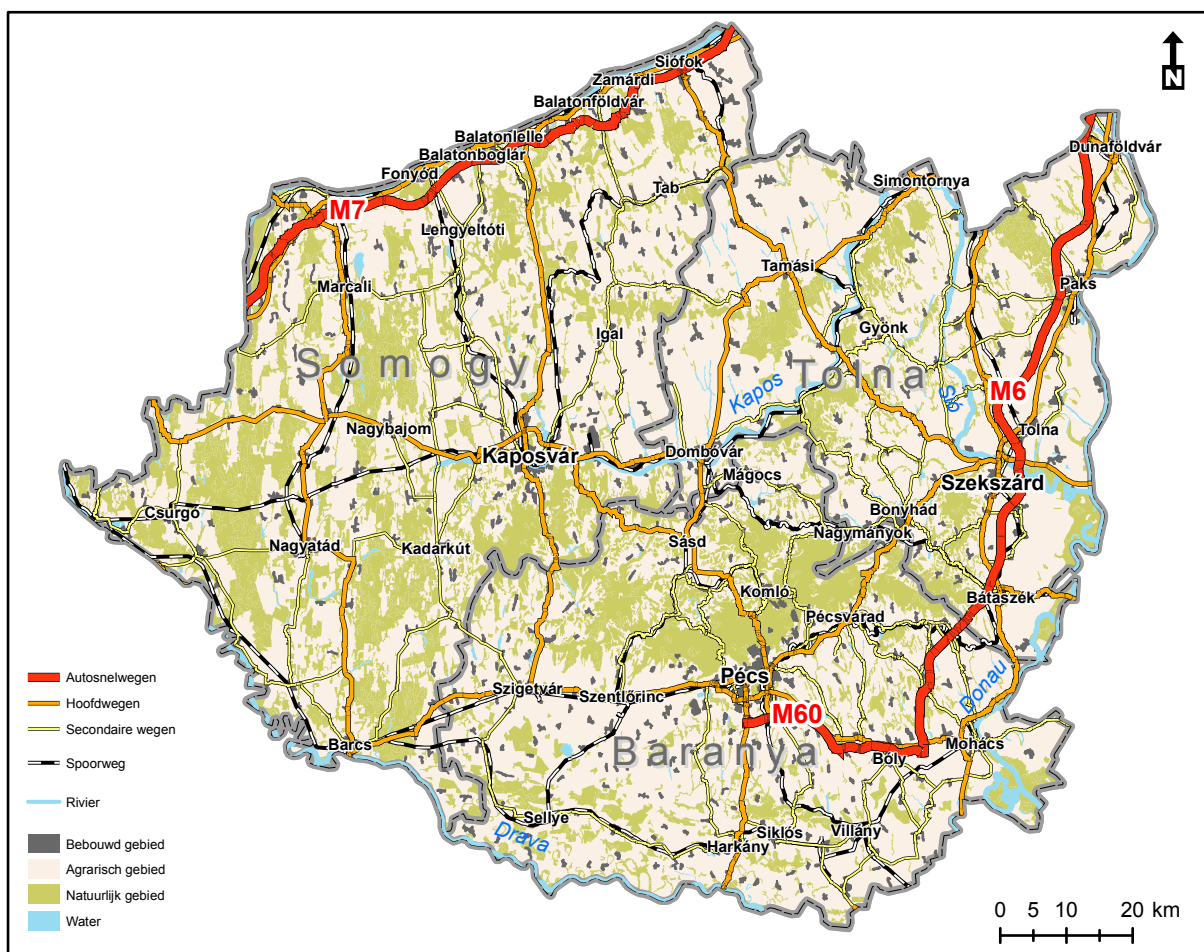 N
Siófok
Zamárdi
Balatonföldvár
Balatonlelle
Balatonboglár
Fonyód
M7
Lengyeltóti
Tab
Simontornya
Dunaföldvár
Marcali
Tamási
Paks
Igal
Gyönk
Somogy
Tolna
Kapos
Sió
M6
Nagybajom
Kaposvár
Dombóvár
Tolna
Mágocs
Szekszárd
Csurgó
Bonyhád
Nagyatád
Kadarkút
Sásd
Nagymányok
Komló
Bátaszék
Pécsvárad
Pécs
Szigetvár
Szentlőrinc
Donau
M60
Barcs
Baranya
Mohács
Bóly
Sellye
Drava
Siklós
Villány
Harkány
Autosnelwegen
Hoofdwegen
Secondaire wegen
Spoorweg
Rivier
Bebouwd gebied
Agrarisch gebied
Natuurlijk gebied
Water
0 5 10 20 km